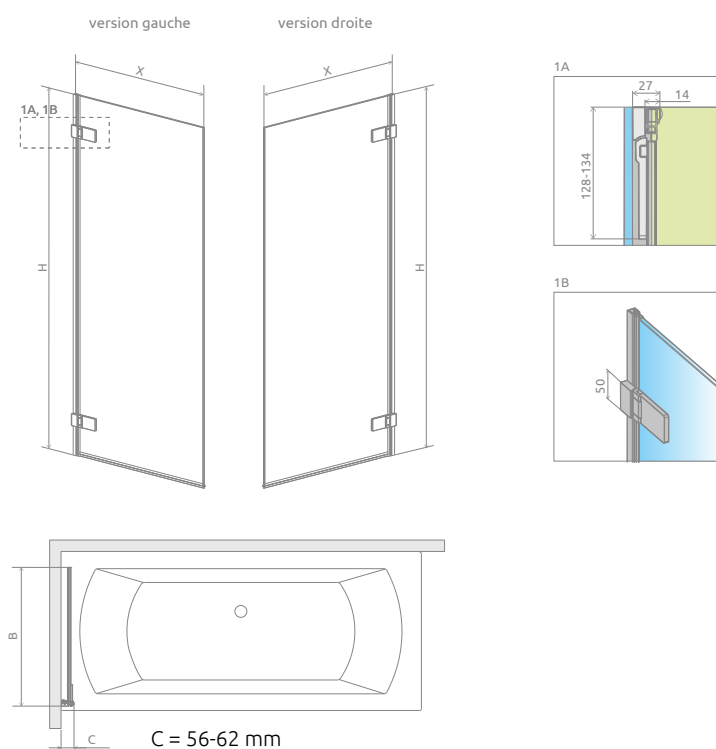 version gauche
version droite
X
X
1A, 1B
H
H
1A
27
14
128-134
1B
50
B
C
C = 56-62 mm